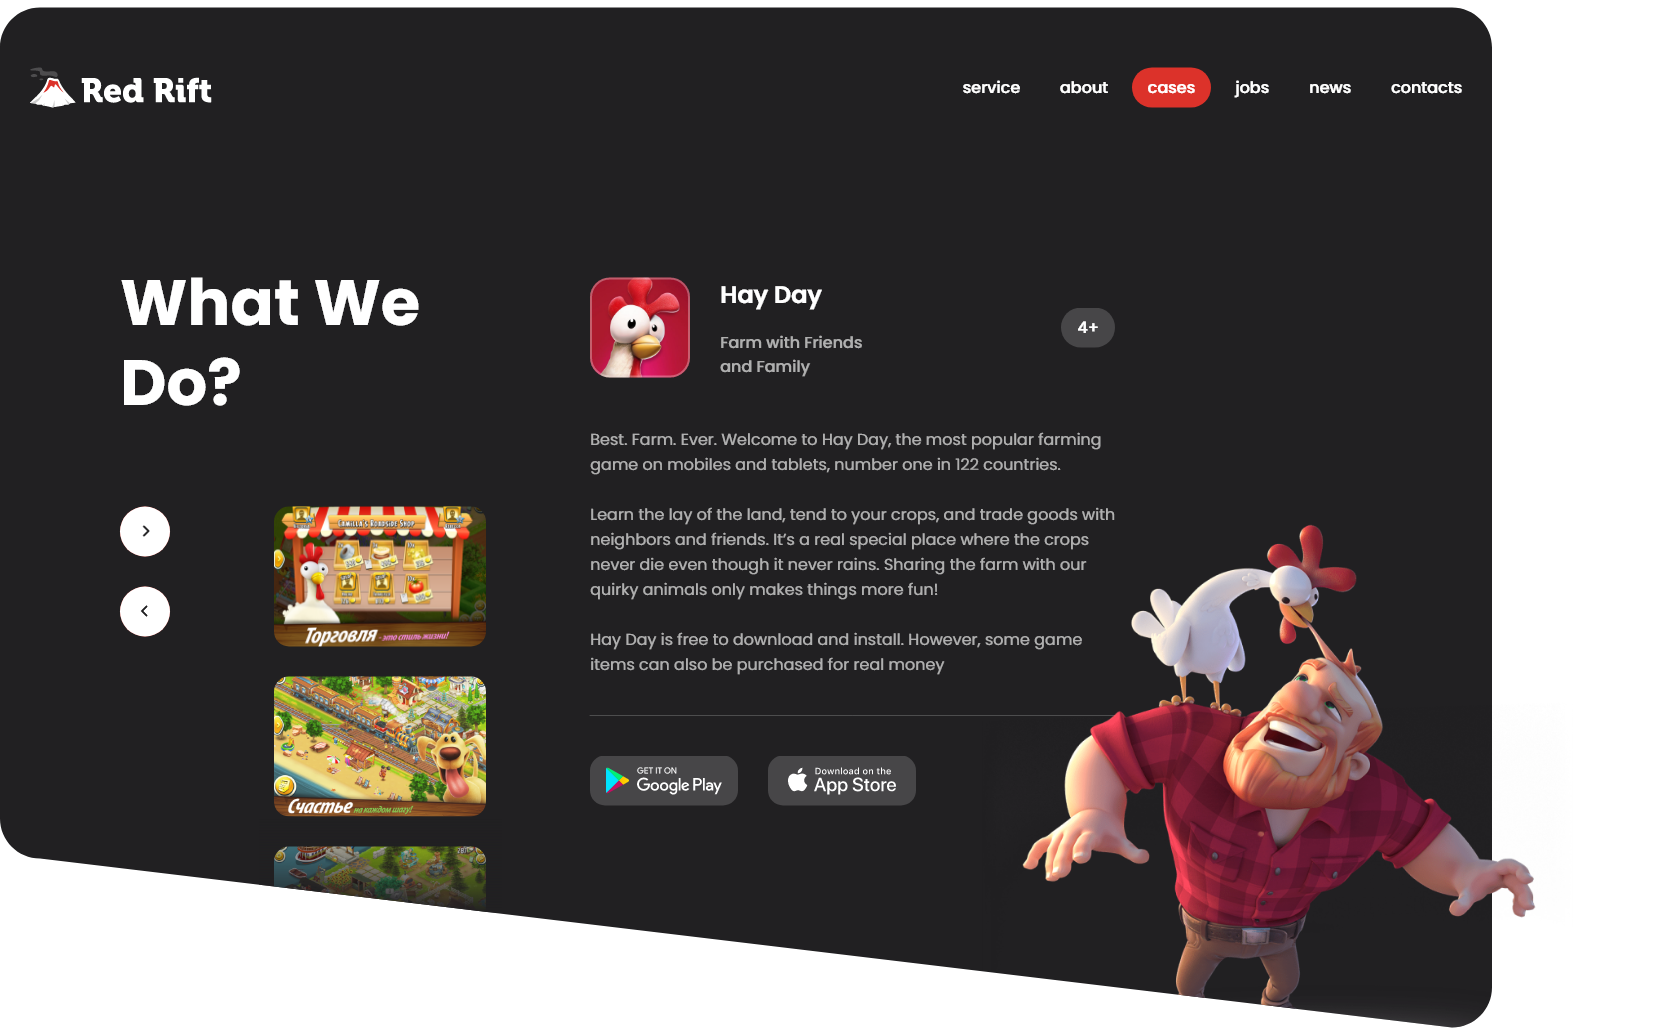 Red Rift
service
about
cases
jobs
news
contacts
What We
Do?
Hay Day
Farm with Friends
and Family
4+
Best. Farm. Ever. Welcome to Hay Day, the most popular farming
game on mobiles and tablets, number one in 122 countries.
Learn the lay of the land, tend to your crops, and trade goods with
neighbors and friends. It’s a real special place where the crops
never die even though it never rains. Sharing the farm with our
quirky animals only makes things more fun!
Hay Day is free to download and install. However, some game
items can also be purchased for real money
GET IT ON
Google Play
Download on the
App Store
Camilla's Roadside Shop
Торговля - это стиль жизни!
Счастье на каждом шагу!